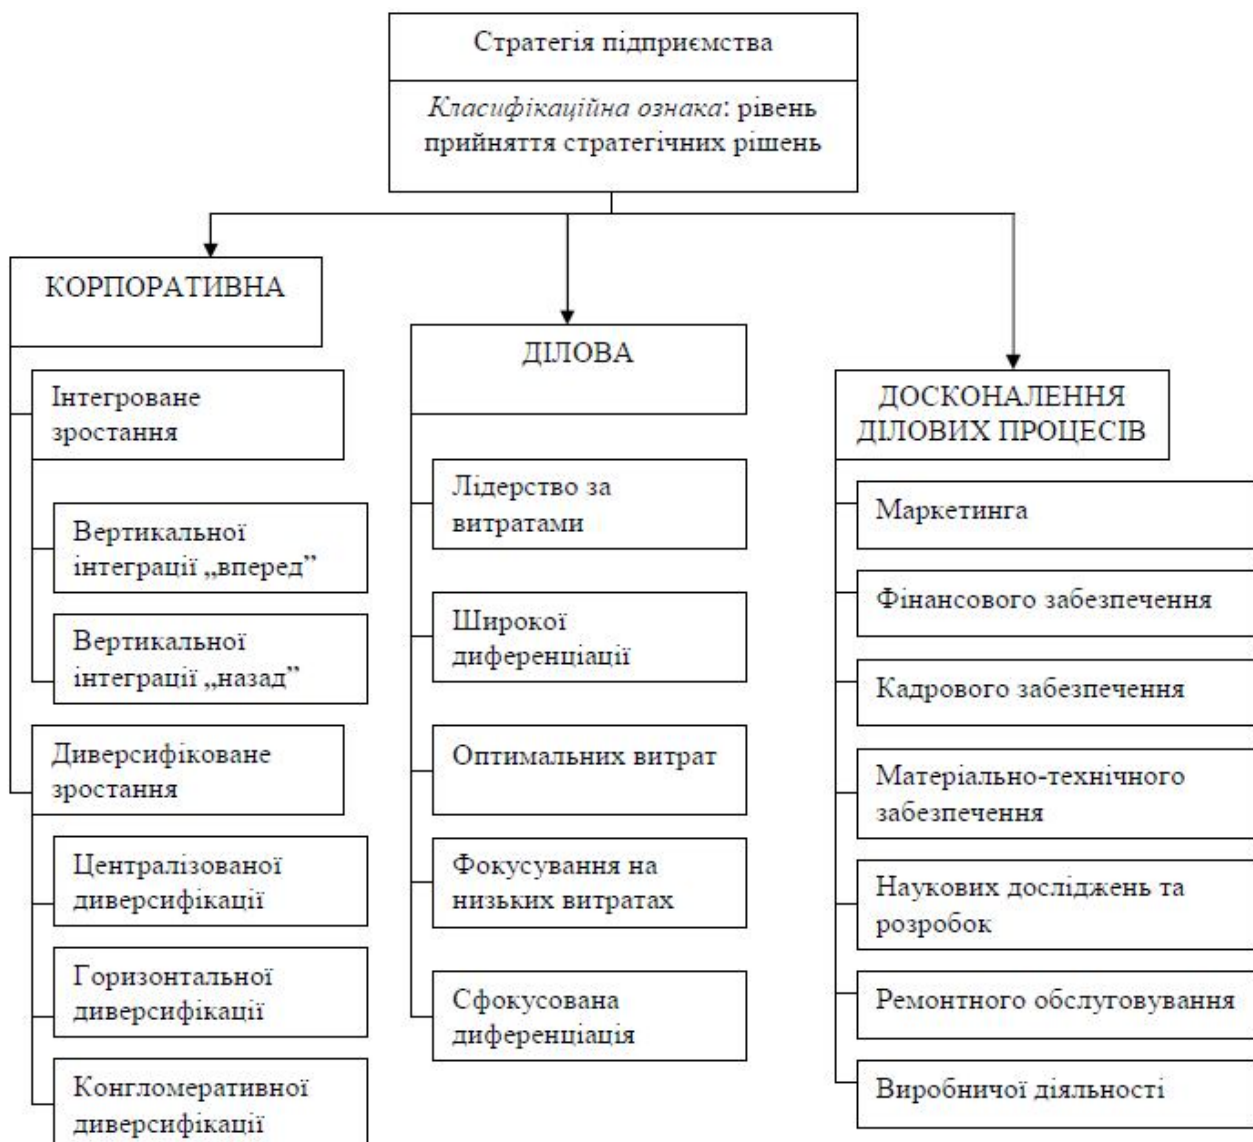 Стратегія підприємства
Класифікаційна ознака: рівень
прийняття стратегічних рішень
КОРПОРАТИВНА
Інтегроване
зростання
Вертикальної
інтеграції „вперед”
Вертикальної
інтеграції „назад”
Диверсифіковане
зростання
Централізованої
диверсифікації
Горизонтальної
диверсифікації
Конгломеративної
диверсифікації
ДІЛОВА
Лідерство за
витратами
Широкої
диференціації
Оптимальних витрат
Фокусування на
низьких витратах
Сфокусована
диференціація
ДОСКОНАЛЕННЯ
ДІЛОВИХ ПРОЦЕСІВ
Маркетинга
Фінансового забезпечення
Кадрового забезпечення
Матеріально-технічного
забезпечення
Наукових досліджень та
розробок
Ремонтного обслуговування
Виробничої діяльності